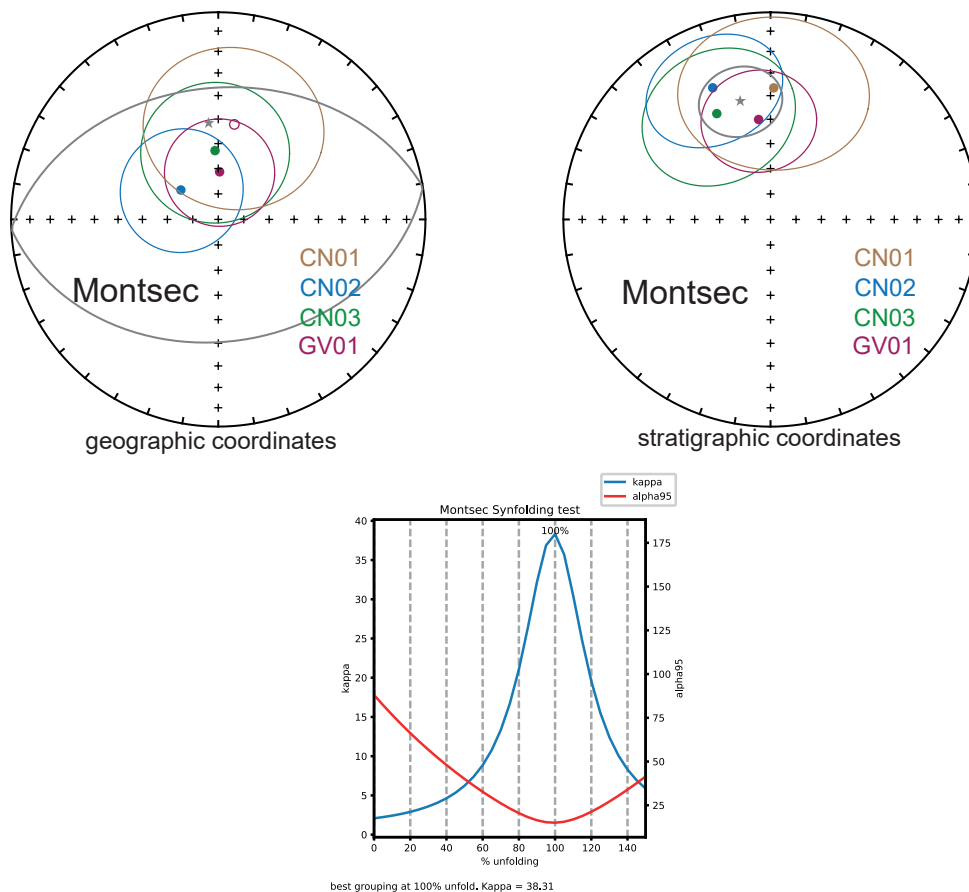 CN01
CN02
CN03
GV01
Montsec
geographic coordinates
CN01
CN02
CN03
GV01
Montsec
stratigraphic coordinates
kappa
alpha95
Montsec Synfolding test
100%
40
35
30
25
20
15
10
5
0
kappa
175
150
125
100
75
50
25
alpha95
0 20 40 60 80 100 120 140
% unfolding
best grouping at 100% unfold. Kappa = 38.31